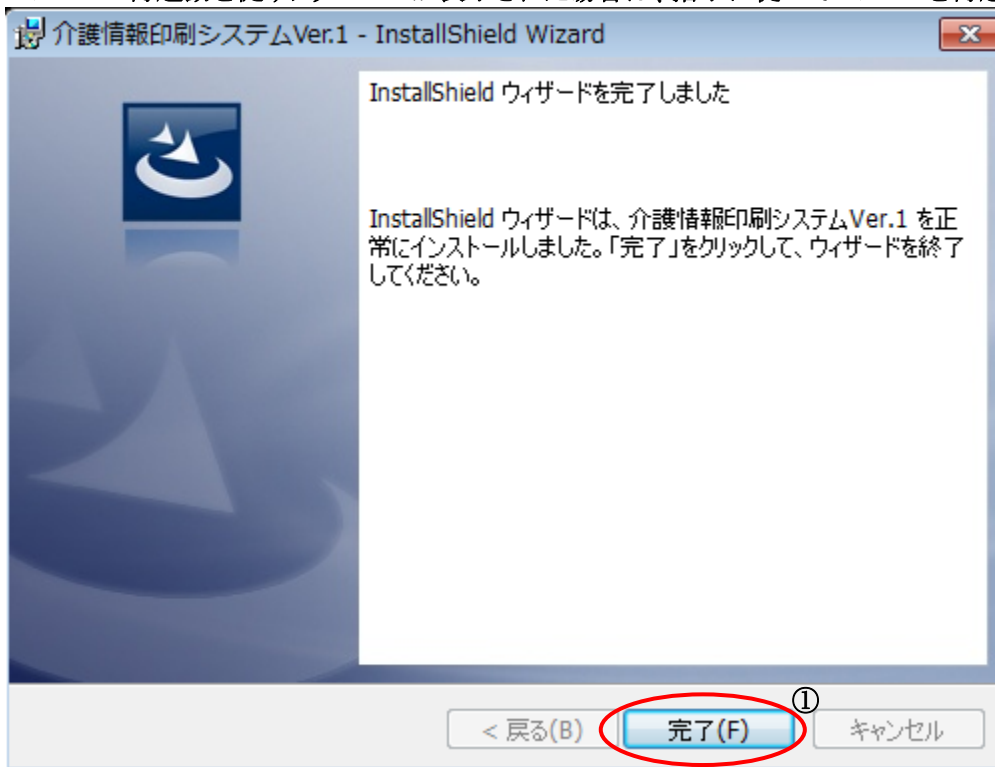 介護情報印刷システムVer.1 - InstallShield Wizard
InstallShield ウィザードを完了しました
InstallShield ウィザードは、介護情報印刷システムVer.1 を正
常にインストールしました。「完了」をクリックして、ウィザードを終了
してください。
①
< 戻る(B)
完了(F)
キャンセル